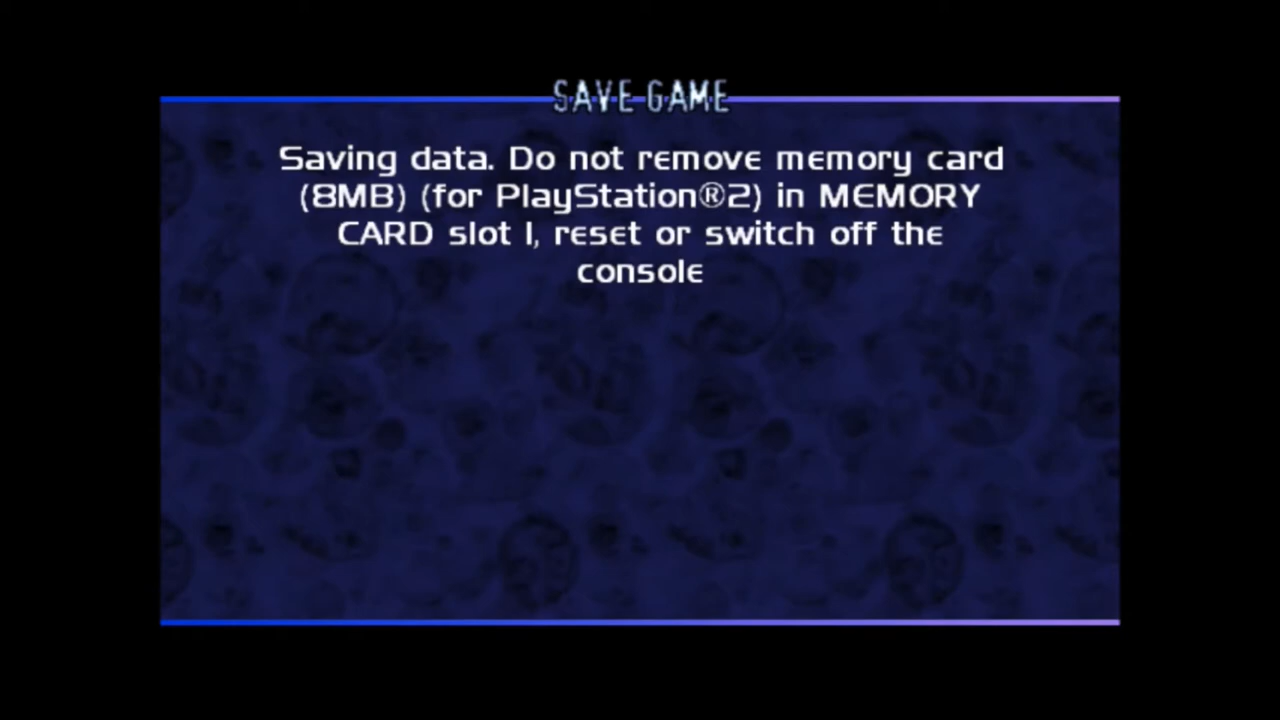 SAVE GAME
Saving data. Do not remove memory card
(8MB) (for PlayStation®2) in MEMORY
CARD slot 1, reset or switch off the
console